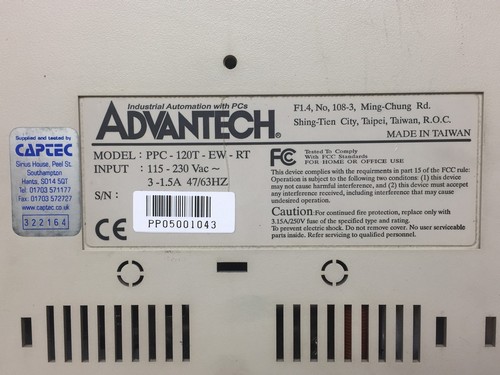 Supplied and tested by
CAPTEC
Sirius House, Peel St.
Southampton
Hants, SO14 5QT
Tel: 01703 571177
Fax: 01703 572727
www.captec.co.uk
322164
Industrial Automation with PCs
ADVANTECH®
MODEL: PPC - 120T - EW - RT
INPUT : 115 - 230 Vac ~
3 -1.5A 47/63HZ
S/N :
PP05001043
CE
F1.4, No, 108-3, Ming-Chung Rd.
Shing-Tien City, Taipei, Taiwan, R.O.C.
MADE IN TAIWAN
FC Tested To Comply
With FCC Standards
FOR HOME OR OFFICE USE
This device complies with the requirements in part 15 of the FCC rule:
Operation is subject to the following two conditions: (1) this device
may not cause harmful interference, and (2) this device must accept
any interference received, including interference that may cause
undesired operation.
Caution: For continued fire protection, replace only with
3.15A/250V fuse of the specified type and rating.
To prevent electric shock. Do not remove cover. No user serviceable
parts inside. Refer servicing to qualified personnel.